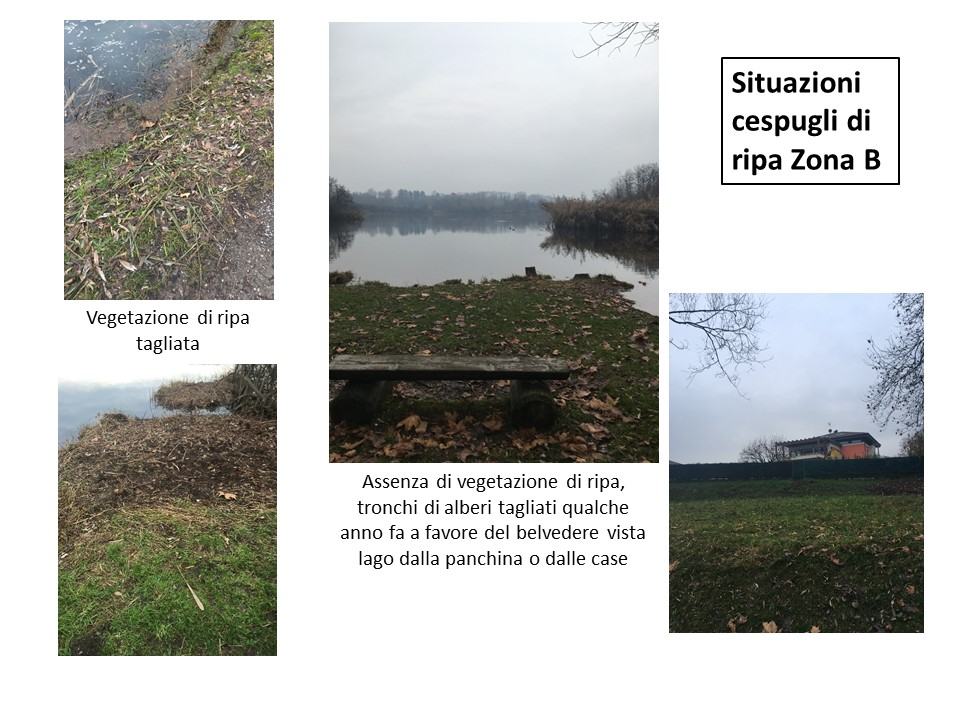 Situazioni
cespugli di
ripa Zona B
Vegetazione di ripa
tagliata
Assenza di vegetazione di ripa,
tronchi di alberi tagliati qualche
anno fa a favore del belvedere vista
lago dalla panchina o dalle case